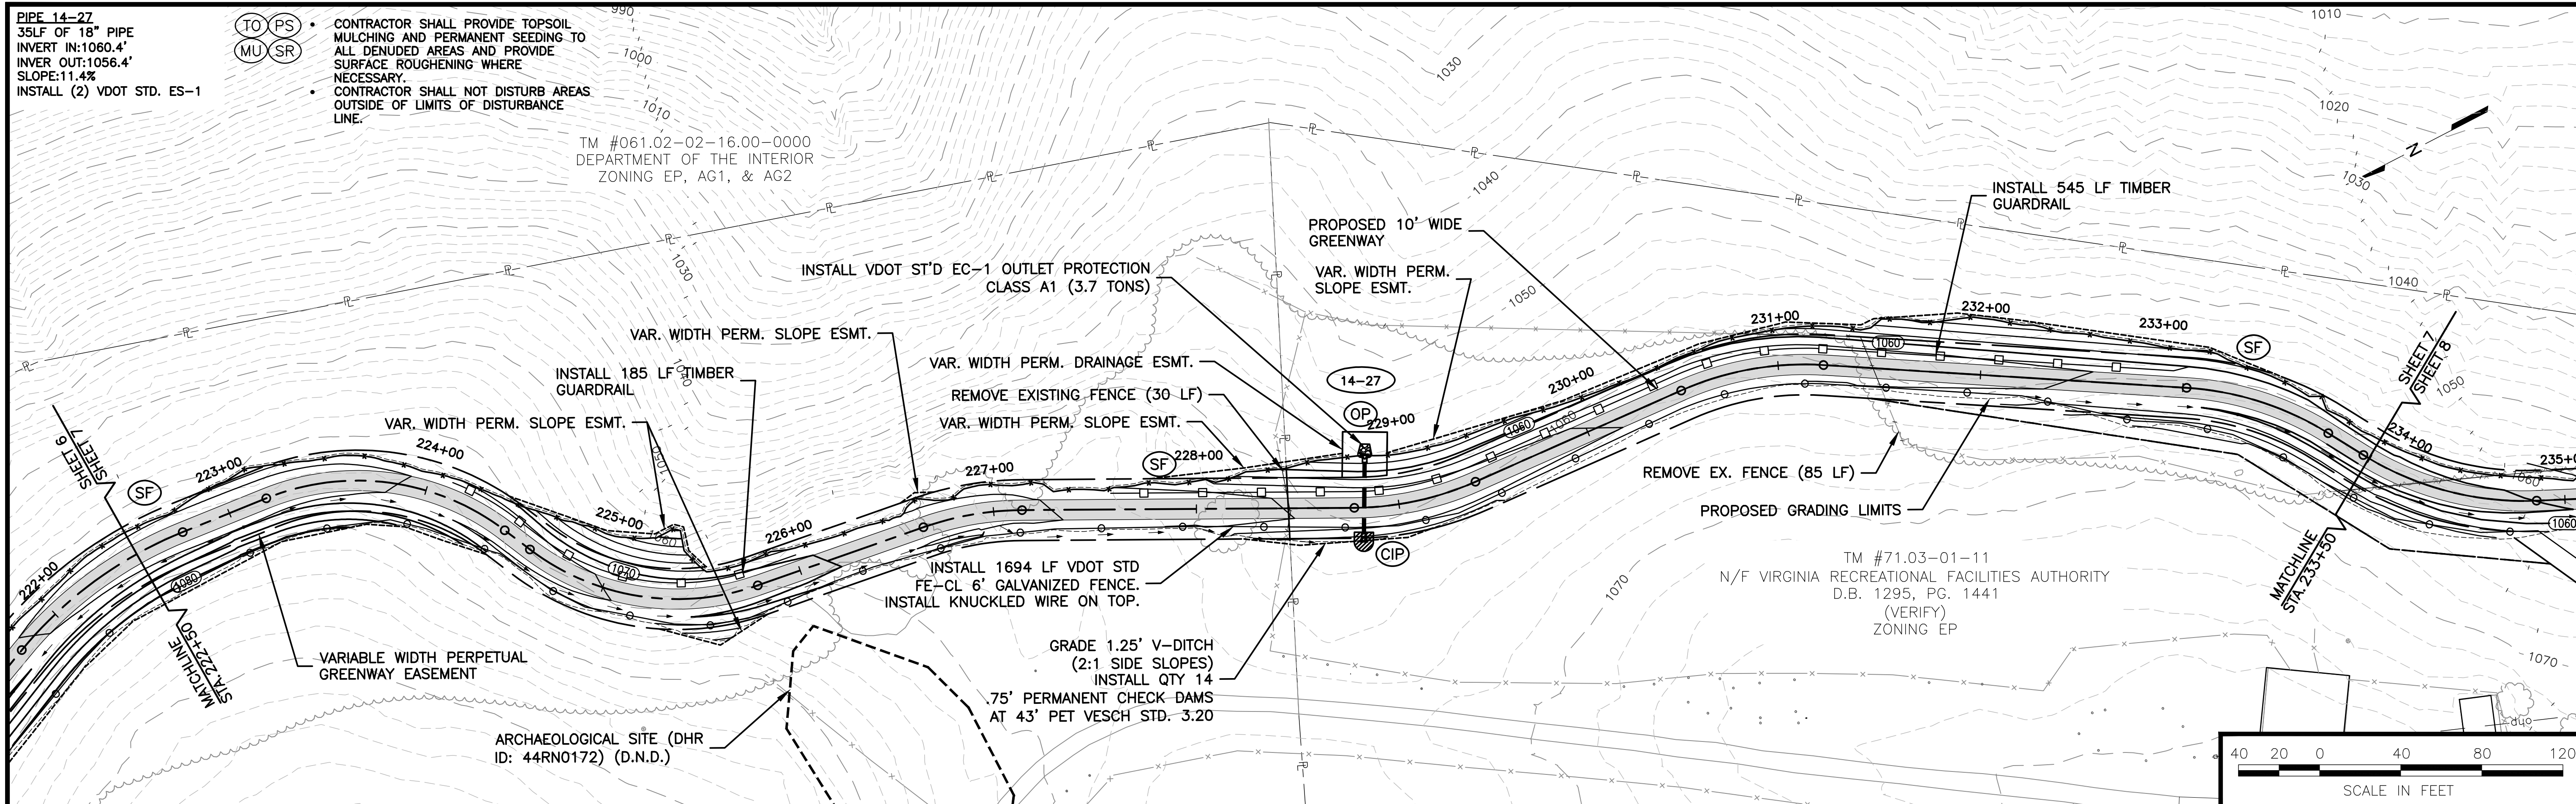 PIPE 14-27
35LF OF 18" PIPE
INVERT IN:1060.4'
INVER OUT:1056.4'
SLOPE:11.4%
INSTALL (2) VDOT STD. ES-1
TO PS
MU SR
• CONTRACTOR SHALL PROVIDE TOPSOIL
MULCHING AND PERMANENT SEEDING TO
ALL DENUDED AREAS AND PROVIDE
SURFACE ROUGHENING WHERE
NECESSARY.
• CONTRACTOR SHALL NOT DISTURB AREAS
OUTSIDE OF LIMITS OF DISTURBANCE
LINE.
990
1000
1010
TM #061.02-02-16.00-0000
DEPARTMENT OF THE INTERIOR
ZONING EP, AG1, & AG2
1030
1040
1050
1010
1020
1030
1040
1050
N
INSTALL 545 LF TIMBER
GUARDRAIL
PROPOSED 10' WIDE
GREENWAY
VAR. WIDTH PERM.
SLOPE ESMT.
INSTALL VDOT ST'D EC-1 OUTLET PROTECTION
CLASS A1 (3.7 TONS)
VAR. WIDTH PERM. SLOPE ESMT.
VAR. WIDTH PERM. DRAINAGE ESMT.
REMOVE EXISTING FENCE (30 LF)
VAR. WIDTH PERM. SLOPE ESMT.
INSTALL 185 LF TIMBER
GUARDRAIL
VAR. WIDTH PERM. SLOPE ESMT.
1030
1040
1050
1060
14-27
OP
SF
SF
SF
CIP
222+00
223+00
224+00
225+00
226+00
227+00
228+00
229+00
230+00
231+00
232+00
233+00
234+00
235+0
1080
1070
1060
1060
1060
1060
1060
SHEET 6
SHEET 7
MATCHLINE
STA.222+50
SHEET 7
SHEET 8
MATCHLINE
STA.233+50
VARIABLE WIDTH PERPETUAL
GREENWAY EASEMENT
ARCHAEOLOGICAL SITE (DHR
ID: 44RN0172) (D.N.D.)
INSTALL 1694 LF VDOT STD
FE-CL 6' GALVANIZED FENCE.
INSTALL KNUCKLED WIRE ON TOP.
GRADE 1.25' V-DITCH
(2:1 SIDE SLOPES)
INSTALL QTY 14
.75' PERMANENT CHECK DAMS
AT 43' PET VESCH STD. 3.20
REMOVE EX. FENCE (85 LF)
PROPOSED GRADING LIMITS
1070
TM #71.03-01-11
N/F VIRGINIA RECREATIONAL FACILITIES AUTHORITY
D.B. 1295, PG. 1441
(VERIFY)
ZONING EP
1070
40 20 0 40 80 120
SCALE IN FEET